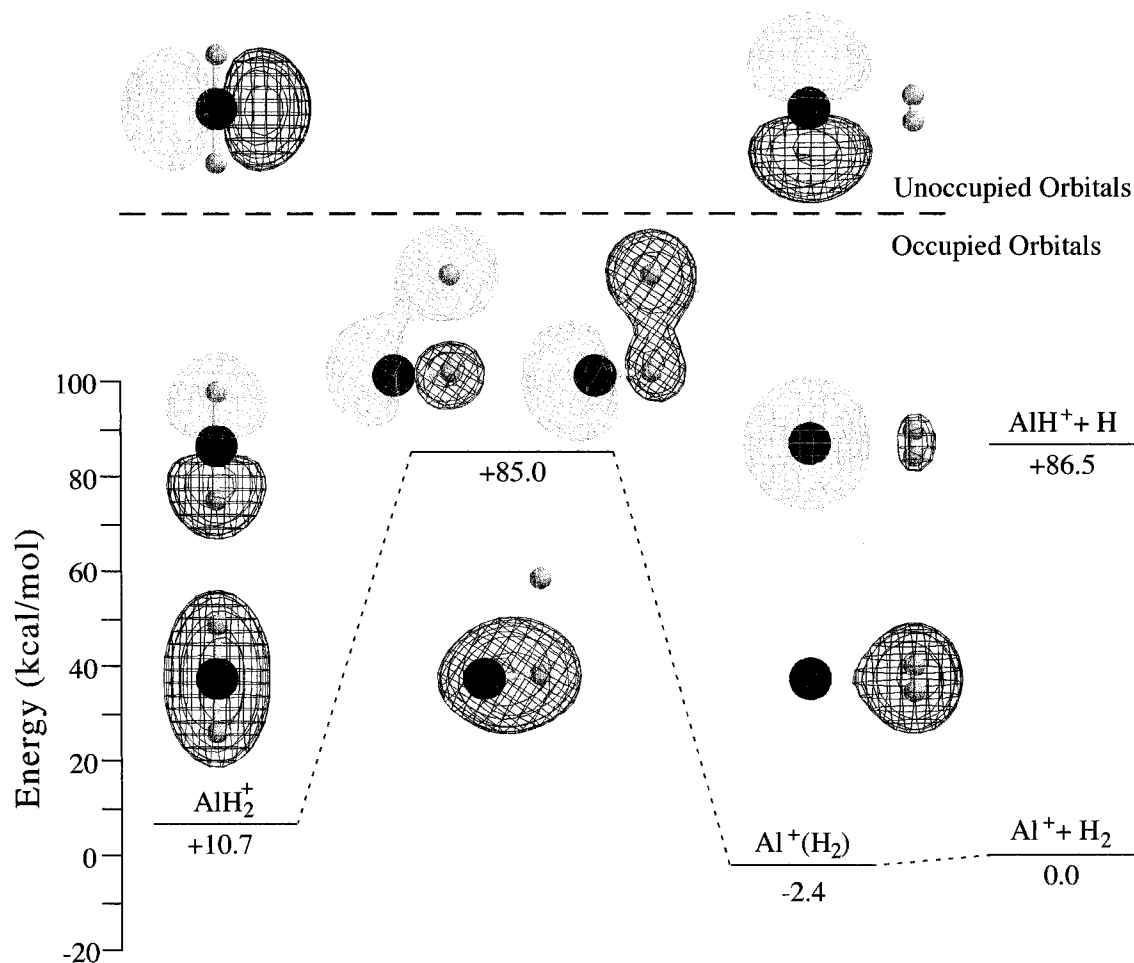 Unoccupied Orbitals
Occupied Orbitals
Energy (kcal/mol)
100
80
60
40
20
0
-20
AlH₂⁺
+10.7
+85.0
Al⁺(H₂)
-2.4
AlH⁺ + H
+86.5
Al⁺ + H₂
0.0